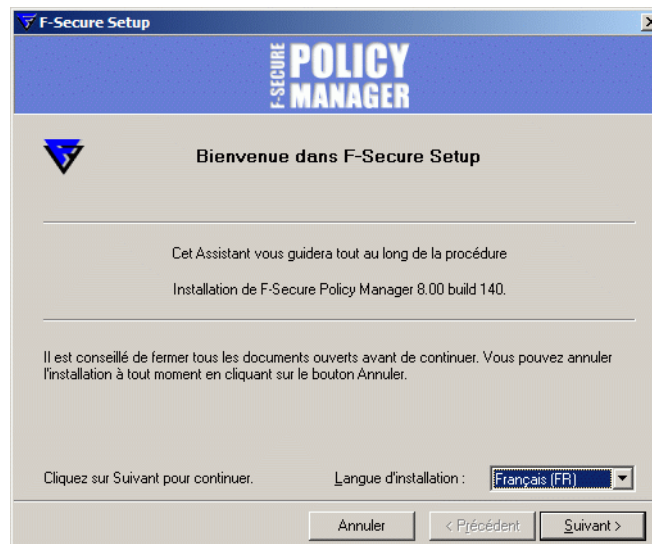 F-Secure Setup
F-SECURE
POLICY
MANAGER
Bienvenue dans F-Secure Setup
Cet Assistant vous guidera tout au long de la procédure
Installation de F-Secure Policy Manager 8.00 build 140.
Il est conseillé de fermer tous les documents ouverts avant de continuer. Vous pouvez annuler
l'installation à tout moment en cliquant sur le bouton Annuler.
Cliquez sur Suivant pour continuer.
Langue d'installation :
Français (FR)
Annuler
< Précédent
Suivant >